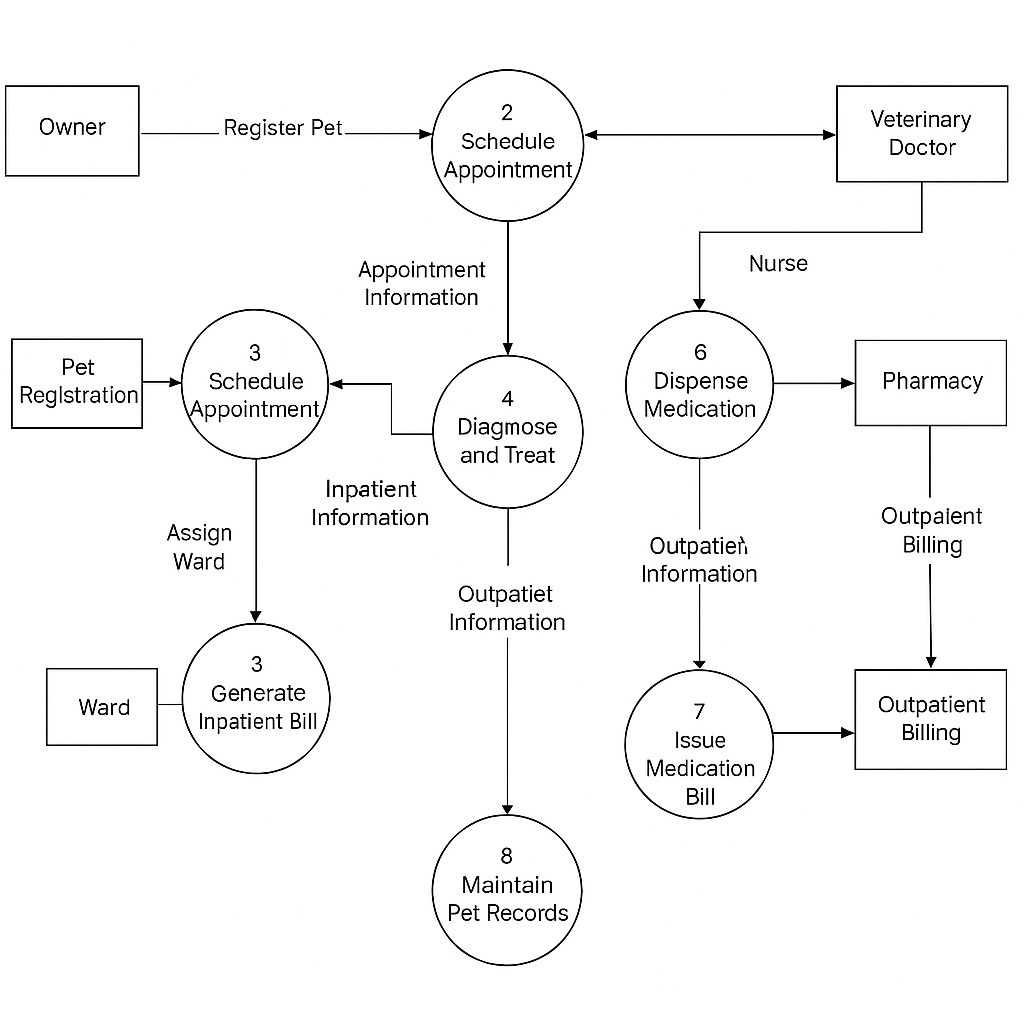 Owner
Register Pet
2
Schedule
Appointment
Veterinary
Doctor
Appointment
Information
Nurse
Pet
Reglstration
3
Schedule
Appointment
4
Diagmose
and Treat
6
Dispense
Medication
Pharmacy
Inpatient
Information
Assign
Ward
Outpatiet
Information
Outpatien
Information
Outpalent
Billing
Ward
3
Generate
Inpatient Bill
7
Issue
Medication
Bill
Outpatient
Billing
8
Maintain
Pet Records